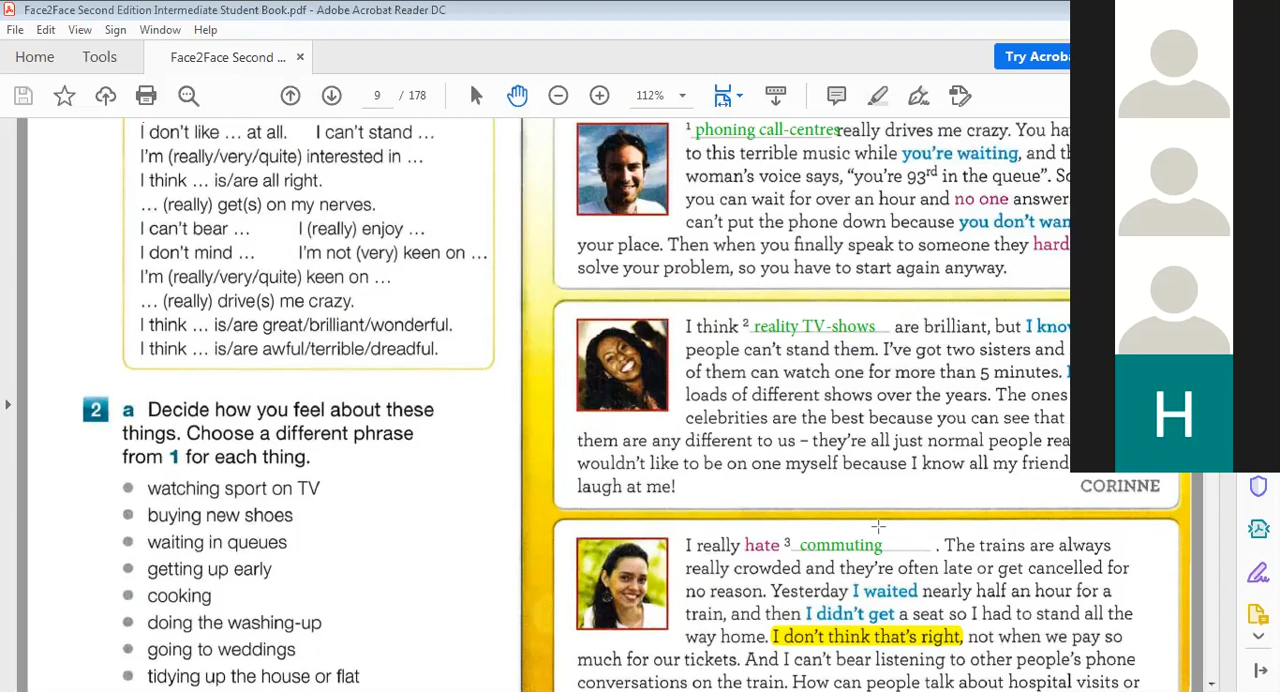 Face2Face Second Edition Intermediate Student Book.pdf - Adobe Acrobat Reader DC
File Edit View Sign Window Help
Home Tools Face2Face Second ... × Try Acroba
9 / 178 112%
I don't like … at all. I can't stand …
I'm (really/very/quite) interested in …
I think … is/are all right.
… (really) get(s) on my nerves.
I can't bear … I (really) enjoy …
I don't mind … I'm not (very) keen on …
I'm (really/very/quite) keen on …
… (really) drive(s) me crazy.
I think … is/are great/brilliant/wonderful.
I think … is/are awful/terrible/dreadful.
2 a Decide how you feel about these
things. Choose a different phrase
from 1 for each thing.
● watching sport on TV
● buying new shoes
● waiting in queues
● getting up early
● cooking
● doing the washing-up
● going to weddings
● tidying up the house or flat
1 phoning call-centres really drives me crazy. You ha
to this terrible music while you're waiting, and th
woman's voice says, "you're 93rd in the queue". So
you can wait for over an hour and no one answer
can't put the phone down because you don't wan
your place. Then when you finally speak to someone they hard
solve your problem, so you have to start again anyway.
I think 2 reality TV-shows are brilliant, but I kno
people can't stand them. I've got two sisters and
of them can watch one for more than 5 minutes.
loads of different shows over the years. The ones
celebrities are the best because you can see that
them are any different to us – they're all just normal people rea
wouldn't like to be on one myself because I know all my friend
laugh at me! CORINNE
I really hate 3 commuting . The trains are always
really crowded and they're often late or get cancelled for
no reason. Yesterday I waited nearly half an hour for a
train, and then I didn't get a seat so I had to stand all the
way home. I don't think that's right, not when we pay so
much for our tickets. And I can't bear listening to other people's phone
conversations on the train. How can people talk about hospital visits or
H